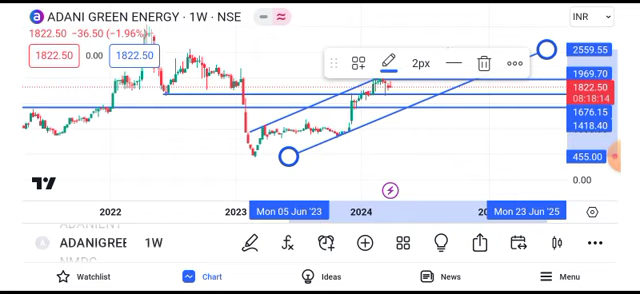 ADANI GREEN ENERGY · 1W · NSE
INR
1822.50 −36.50 (−1.96%)
1822.50 0.00 1822.50
2px
2559.55
1969.70
1822.50
08:18:14
1676.15
1418.40
455.00
0.00
2022 2023 Mon 05 Jun '23 2024 Mon 23 Jun '25
ADANIENT
ADANIGREE 1W
NMDC
Watchlist Chart Ideas News Menu